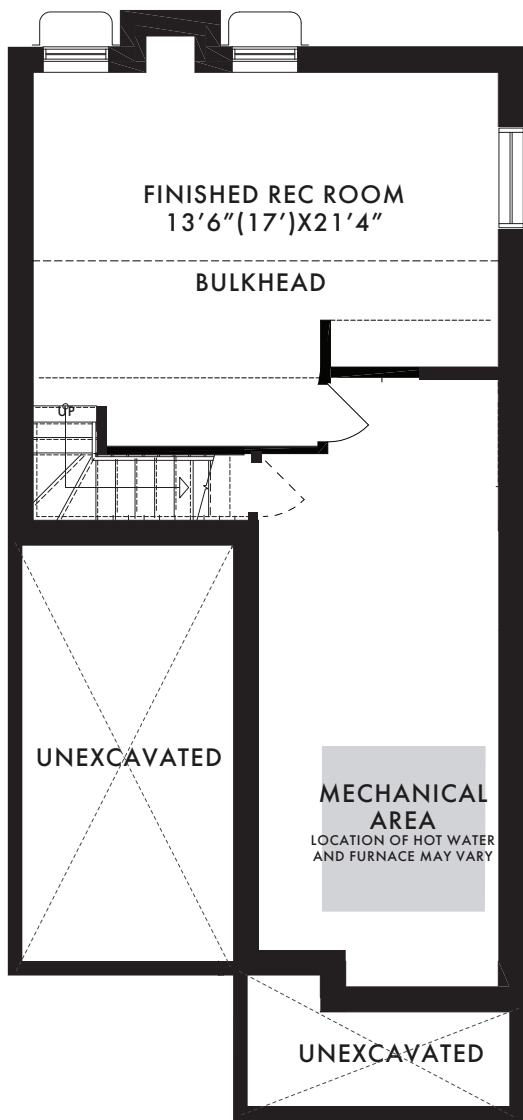 FINISHED REC ROOM
13'6"(17')X21'4"
BULKHEAD
UP
UNEXCAVATED
MECHANICAL
AREA
LOCATION OF HOT WATER
AND FURNACE MAY VARY
UNEXCAVATED